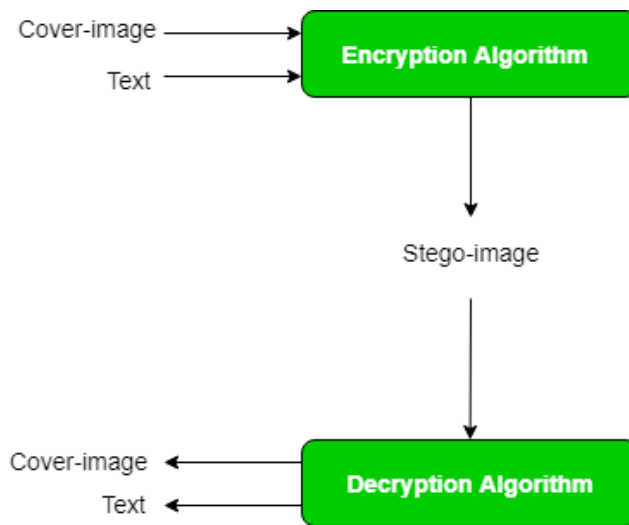 Cover-image
Encryption Algorithm
Text
Stego-image
Cover-image
Decryption Algorithm
Text